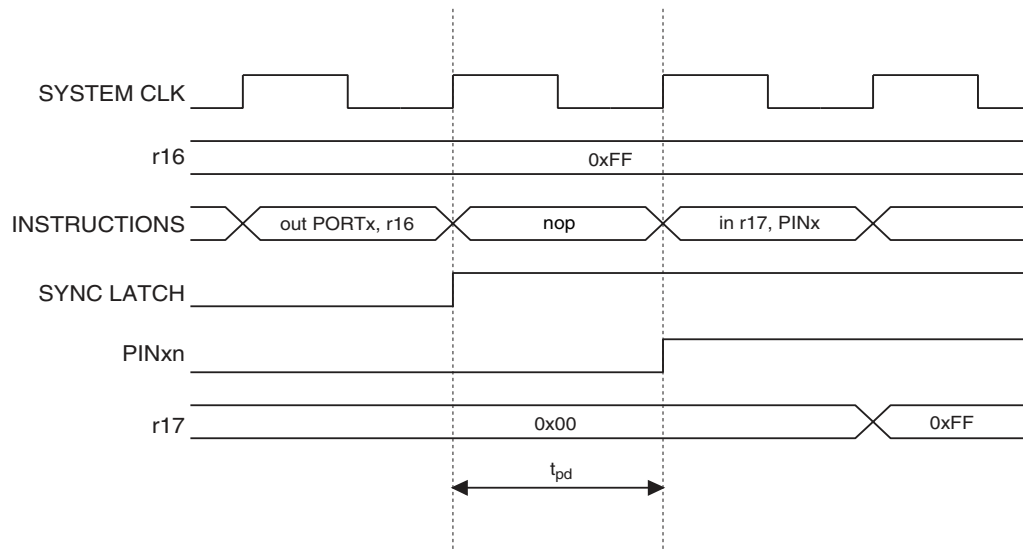 SYSTEM CLK
r16
0xFF
INSTRUCTIONS
out PORTx, r16
nop
in r17, PINx
SYNC LATCH
PINxn
r17
0x00
0xFF
tpd